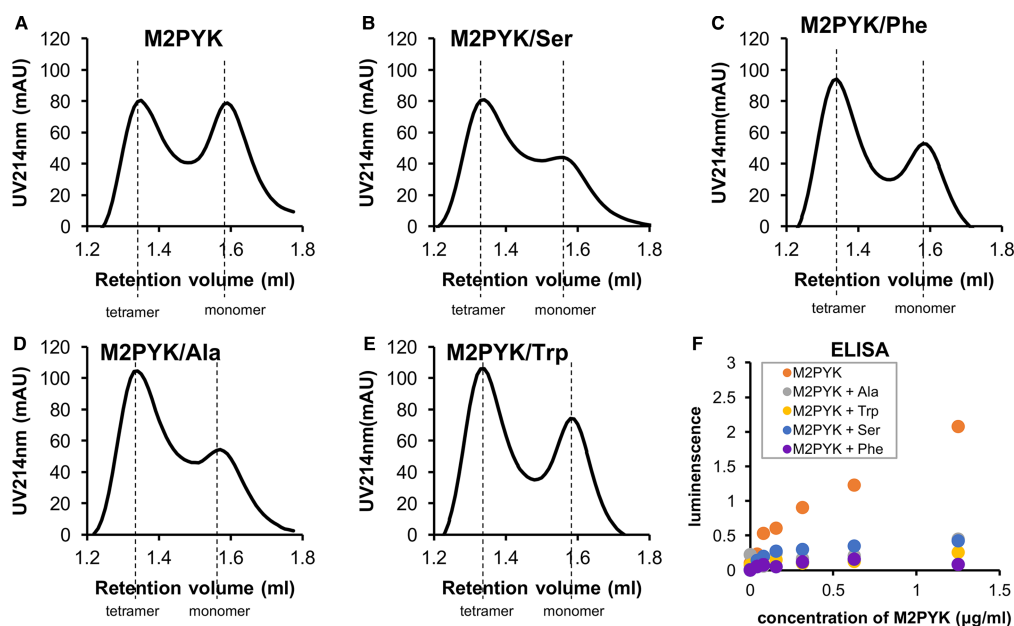 A
M2PYK
UV214nm (mAU)
120
100
80
60
40
20
0
1.2
1.4
1.6
1.8
Retention volume (ml)
tetramer
monomer
B
M2PYK/Ser
UV214nm (mAU)
120
100
80
60
40
20
0
1.2
1.4
1.6
1.8
Retention volume (ml)
tetramer
monomer
C
M2PYK/Phe
UV214nm(mAU)
120
100
80
60
40
20
0
1.2
1.4
1.6
1.8
Retention volume (ml)
tetramer
monomer
D
M2PYK/Ala
UV214nm (mAU)
120
100
80
60
40
20
0
1.2
1.4
1.6
1.8
Retention volume (ml)
tetramer
monomer
E
M2PYK/Trp
UV214nm(mAU)
120
100
80
60
40
20
0
1.2
1.4
1.6
1.8
Retention volume (ml)
tetramer
monomer
F
ELISA
luminenscence
3
2.5
2
1.5
1
0.5
0
M2PYK
M2PYK + Ala
M2PYK + Trp
M2PYK + Ser
M2PYK + Phe
0
0.5
1
1.5
concentration of M2PYK (µg/ml)